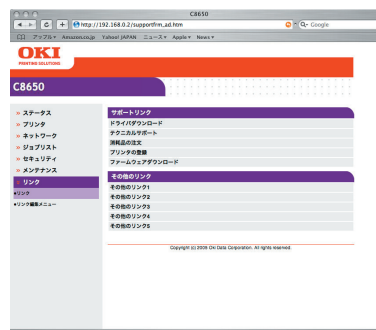 C8650
http://192.168.0.2/supportfrm_ad.htm
Google
アップル Amazon.co.jp Yahoo! JAPAN ニュース Apple News
OKI
PRINTING SOLUTIONS
C8650
» ステータス
» プリンタ
» ネットワーク
» ジョブリスト
» セキュリティ
» メンテナンス
リンク
•リンク
•リンク編集メニュー
サポートリンク
ドライバダウンロード
テクニカルサポート
消耗品の注文
プリンタの登録
ファームウェアダウンロード
その他のリンク
その他のリンク1
その他のリンク2
その他のリンク3
その他のリンク4
その他のリンク5
Copyright (c) 2005 Oki Data Corporation. All rights reserved.